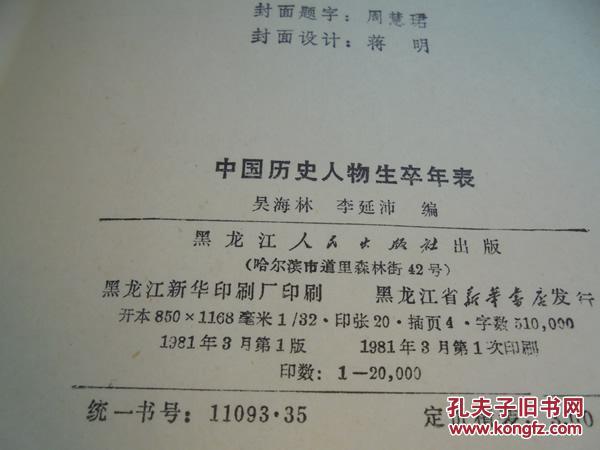 封面题字：周慧珺
封面设计：蒋 明
中国历史人物生卒年表
吴海林 李延沛 编
黑龙江人民出版社出版
（哈尔滨市道里森林街42号）
黑龙江新华印刷厂印刷 黑龙江省新华书店发行
开本850×1168毫米1/32·印张20·插页4·字数510,000
1981年3月第1版 1981年3月第1次印刷
印数：1—20,000
统一书号：11093·35 定价
孔夫子旧书网
www.kongfz.com